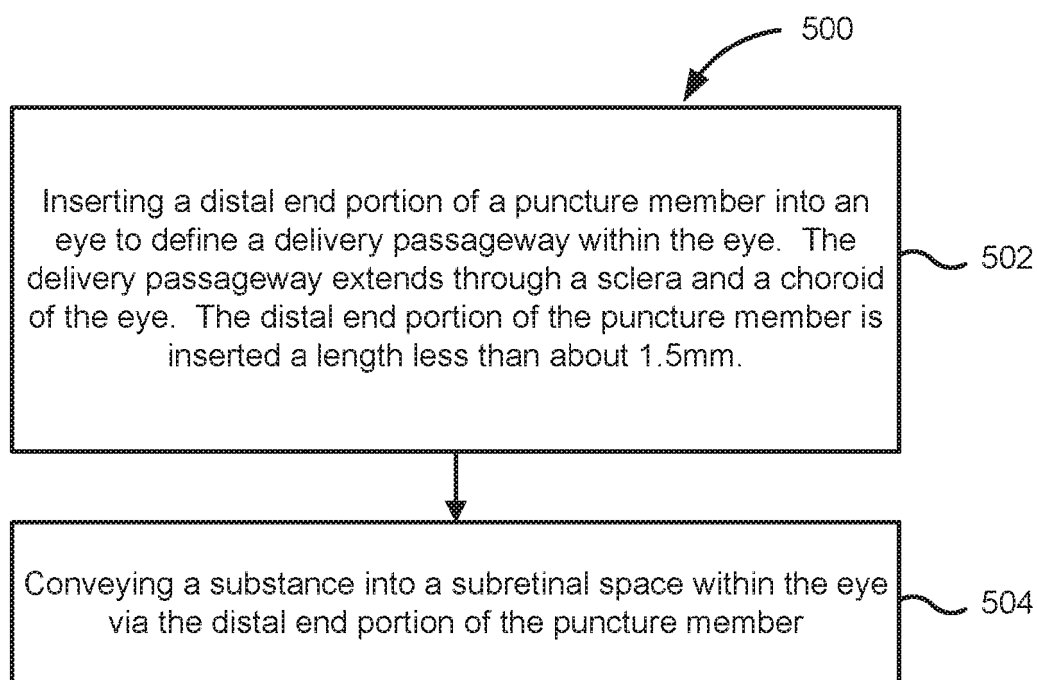 500
Inserting a distal end portion of a puncture member into an
eye to define a delivery passageway within the eye.  The
delivery passageway extends through a sclera and a choroid
of the eye.  The distal end portion of the puncture member is
inserted a length less than about 1.5mm.
502
Conveying a substance into a subretinal space within the eye
via the distal end portion of the puncture member
504